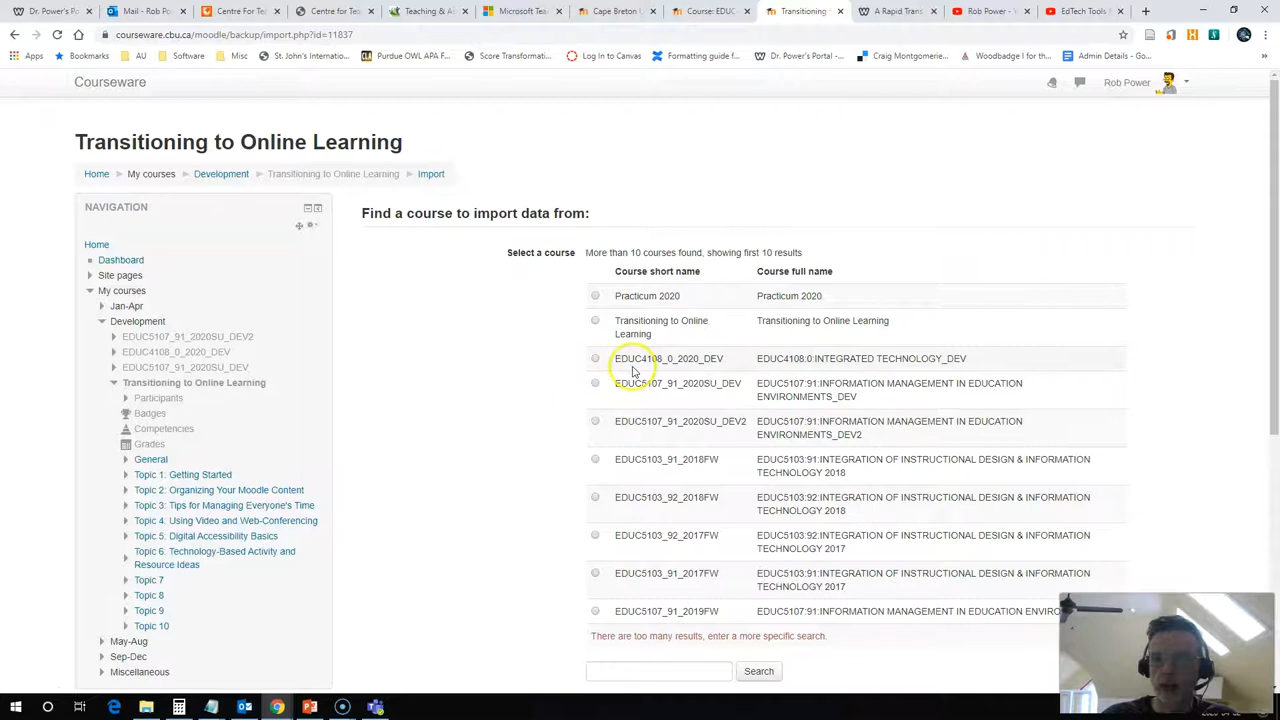 Dr. Power's Po
Mail - Rob Po
Centre For Te
Centre for Te
Teaching & A
Microsoft Tea
Cape Breton U
Course: EDUC
Transitioning
A Rapid Trans
Rob Power - Y
EdTech Tools
courseware.cbu.ca/moodle/backup/import.php?id=11837
Apps
Bookmarks
AU
Software
Misc
St. John's Internatio...
Purdue OWL APA F...
Score Transformati...
Log In to Canvas
Formatting guide f...
Dr. Power's Portal -...
Craig Montgomerie...
Woodbadge I for th...
Admin Details - Go...
Courseware
Rob Power
Transitioning to Online Learning
Home
My courses
Development
Transitioning to Online Learning
Import
NAVIGATION
Home
Dashboard
Site pages
My courses
Jan-Apr
Development
EDUC5107_91_2020SU_DEV2
EDUC4108_0_2020_DEV
EDUC5107_91_2020SU_DEV
Transitioning to Online Learning
Participants
Badges
Competencies
Grades
General
Topic 1: Getting Started
Topic 2: Organizing Your Moodle Content
Topic 3: Tips for Managing Everyone's Time
Topic 4: Using Video and Web-Conferencing
Topic 5: Digital Accessibility Basics
Topic 6: Technology-Based Activity and
Resource Ideas
Topic 7
Topic 8
Topic 9
Topic 10
May-Aug
Sep-Dec
Miscellaneous
Find a course to import data from:
Select a course
More than 10 courses found, showing first 10 results
Course short name
Course full name
Practicum 2020
Practicum 2020
Transitioning to Online
Learning
Transitioning to Online Learning
EDUC4108_0_2020_DEV
EDUC4108:0:INTEGRATED TECHNOLOGY_DEV
EDUC5107_91_2020SU_DEV
EDUC5107:91:INFORMATION MANAGEMENT IN EDUCATION
ENVIRONMENTS_DEV
EDUC5107_91_2020SU_DEV2
EDUC5107:91:INFORMATION MANAGEMENT IN EDUCATION
ENVIRONMENTS_DEV2
EDUC5103_91_2018FW
EDUC5103:91:INTEGRATION OF INSTRUCTIONAL DESIGN & INFORMATION
TECHNOLOGY 2018
EDUC5103_92_2018FW
EDUC5103:92:INTEGRATION OF INSTRUCTIONAL DESIGN & INFORMATION
TECHNOLOGY 2018
EDUC5103_92_2017FW
EDUC5103:92:INTEGRATION OF INSTRUCTIONAL DESIGN & INFORMATION
TECHNOLOGY 2017
EDUC5103_91_2017FW
EDUC5103:91:INTEGRATION OF INSTRUCTIONAL DESIGN & INFORMATION
TECHNOLOGY 2017
EDUC5107_91_2019FW
EDUC5107:91:INFORMATION MANAGEMENT IN EDUCATION ENVIRO
There are too many results, enter a more specific search.
Search